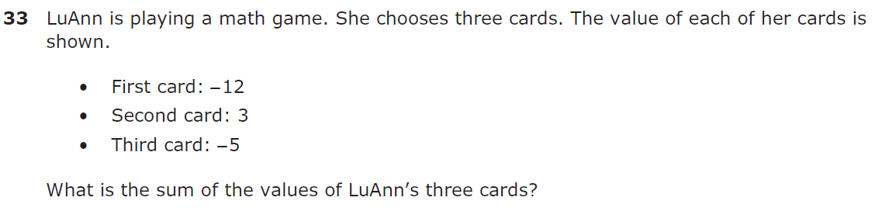 33 LuAnn is playing a math game. She chooses three cards. The value of each of her cards is
shown.
• First card: –12
• Second card: 3
• Third card: –5
What is the sum of the values of LuAnn’s three cards?